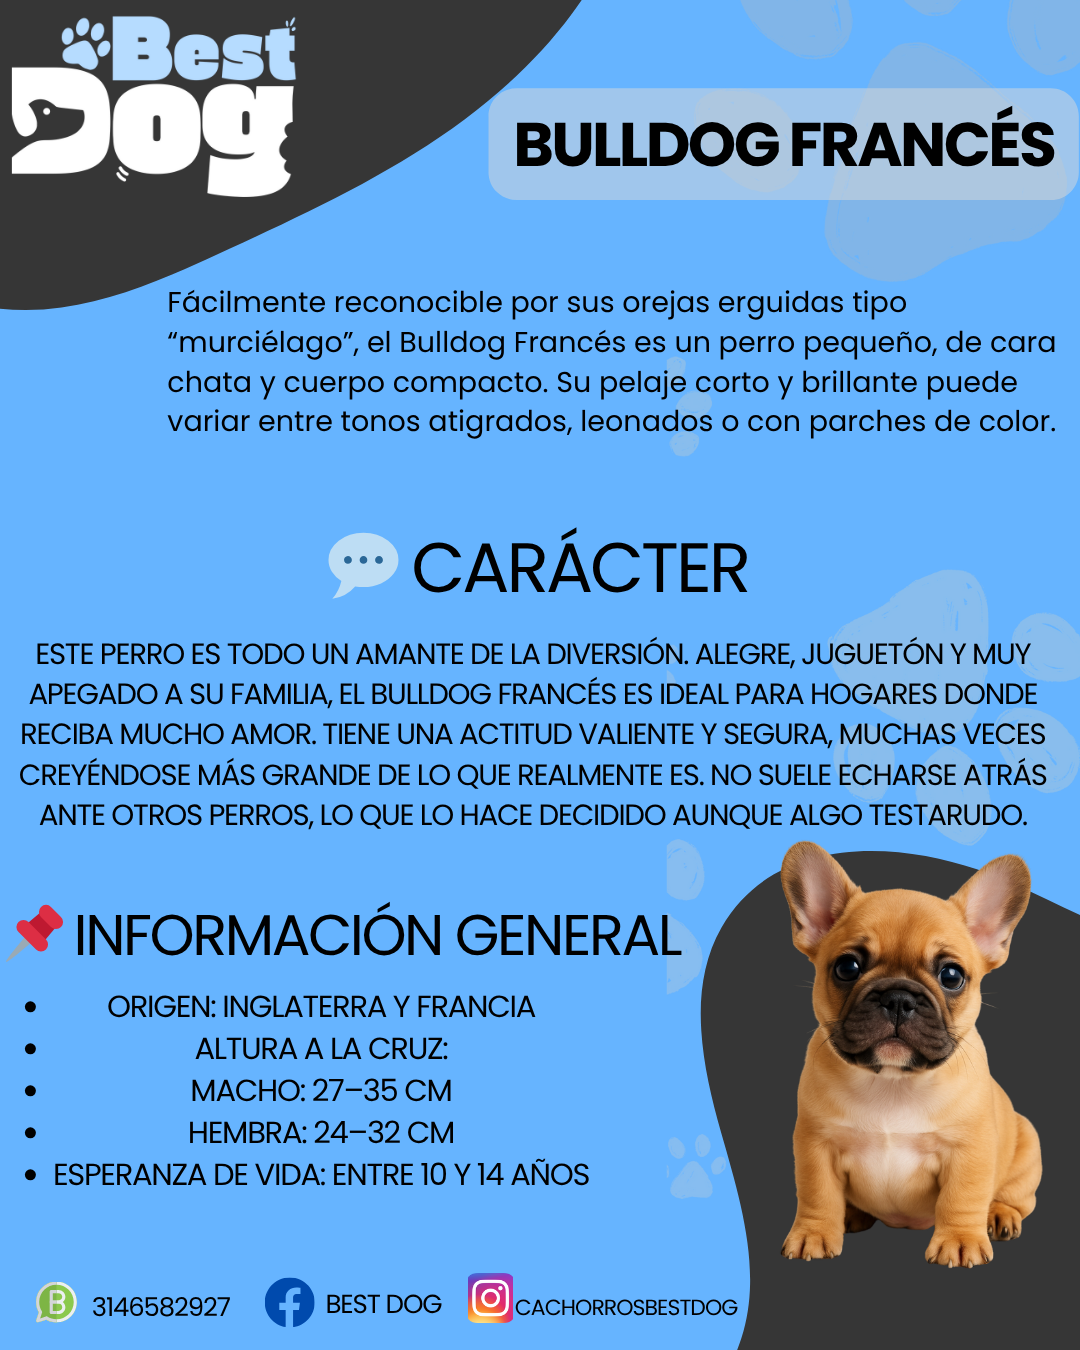 Best
Dog
BULLDOG FRANCÉS
Fácilmente reconocible por sus orejas erguidas tipo
“murciélago”, el Bulldog Francés es un perro pequeño, de cara
chata y cuerpo compacto. Su pelaje corto y brillante puede
variar entre tonos atigrados, leonados o con parches de color.
CARÁCTER
ESTE PERRO ES TODO UN AMANTE DE LA DIVERSIÓN. ALEGRE, JUGUETÓN Y MUY
APEGADO A SU FAMILIA, EL BULLDOG FRANCÉS ES IDEAL PARA HOGARES DONDE
RECIBA MUCHO AMOR. TIENE UNA ACTITUD VALIENTE Y SEGURA, MUCHAS VECES
CREYÉNDOSE MÁS GRANDE DE LO QUE REALMENTE ES. NO SUELE ECHARSE ATRÁS
ANTE OTROS PERROS, LO QUE LO HACE DECIDIDO AUNQUE ALGO TESTARUDO.
INFORMACIÓN GENERAL
• ORIGEN: INGLATERRA Y FRANCIA
• ALTURA A LA CRUZ:
• MACHO: 27–35 CM
• HEMBRA: 24–32 CM
• ESPERANZA DE VIDA: ENTRE 10 Y 14 AÑOS
B 3146582927 BEST DOG CACHORROSBESTDOG